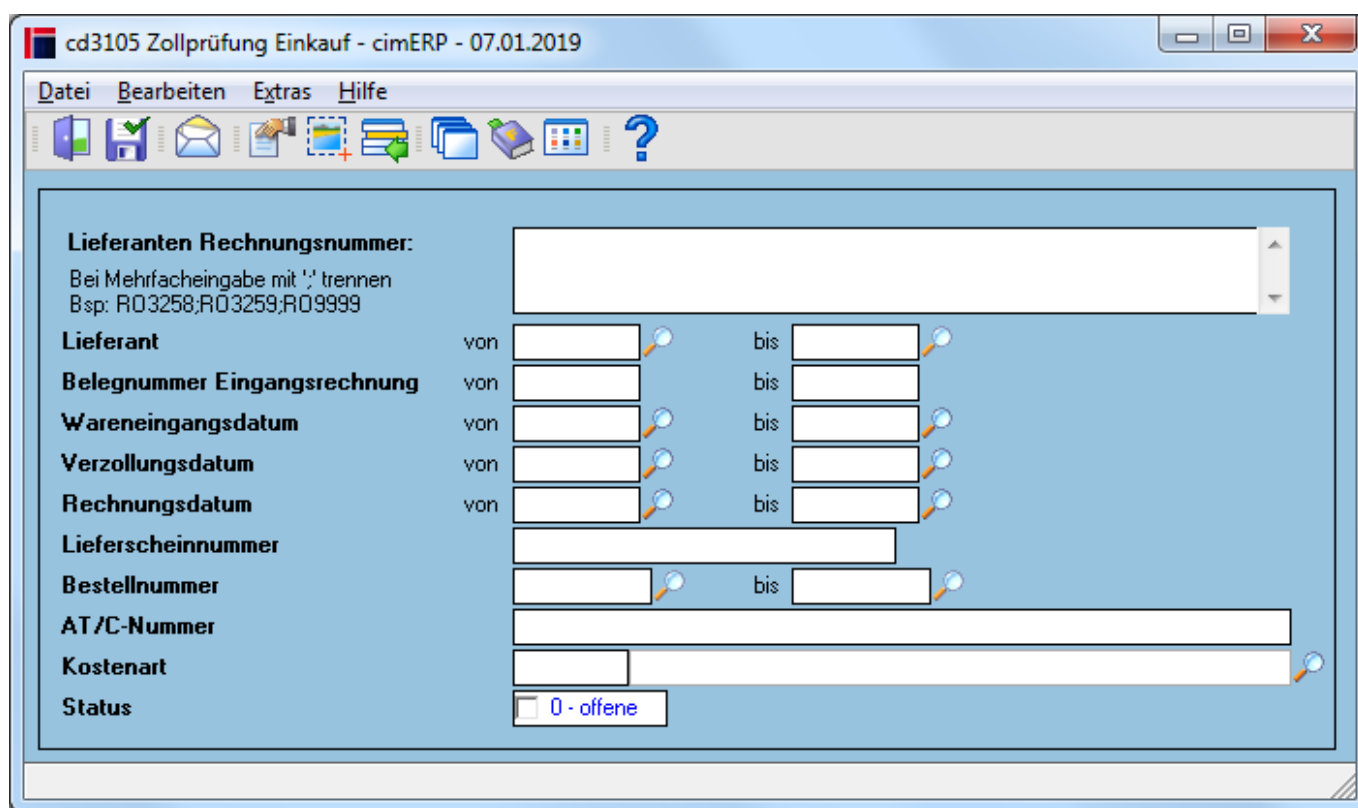 cd3105 Zollprüfung Einkauf - cimERP - 07.01.2019
Datei Bearbeiten Extras Hilfe
Lieferanten Rechnungsnummer:
Bei Mehrfacheingabe mit ';' trennen
Bsp: RO3258;RO3259;RO9999
Lieferant von bis
Belegnummer Eingangsrechnung von bis
Wareneingangsdatum von bis
Verzollungsdatum von bis
Rechnungsdatum von bis
Lieferscheinnummer
Bestellnummer bis
AT/C-Nummer
Kostenart
Status 0 - offene